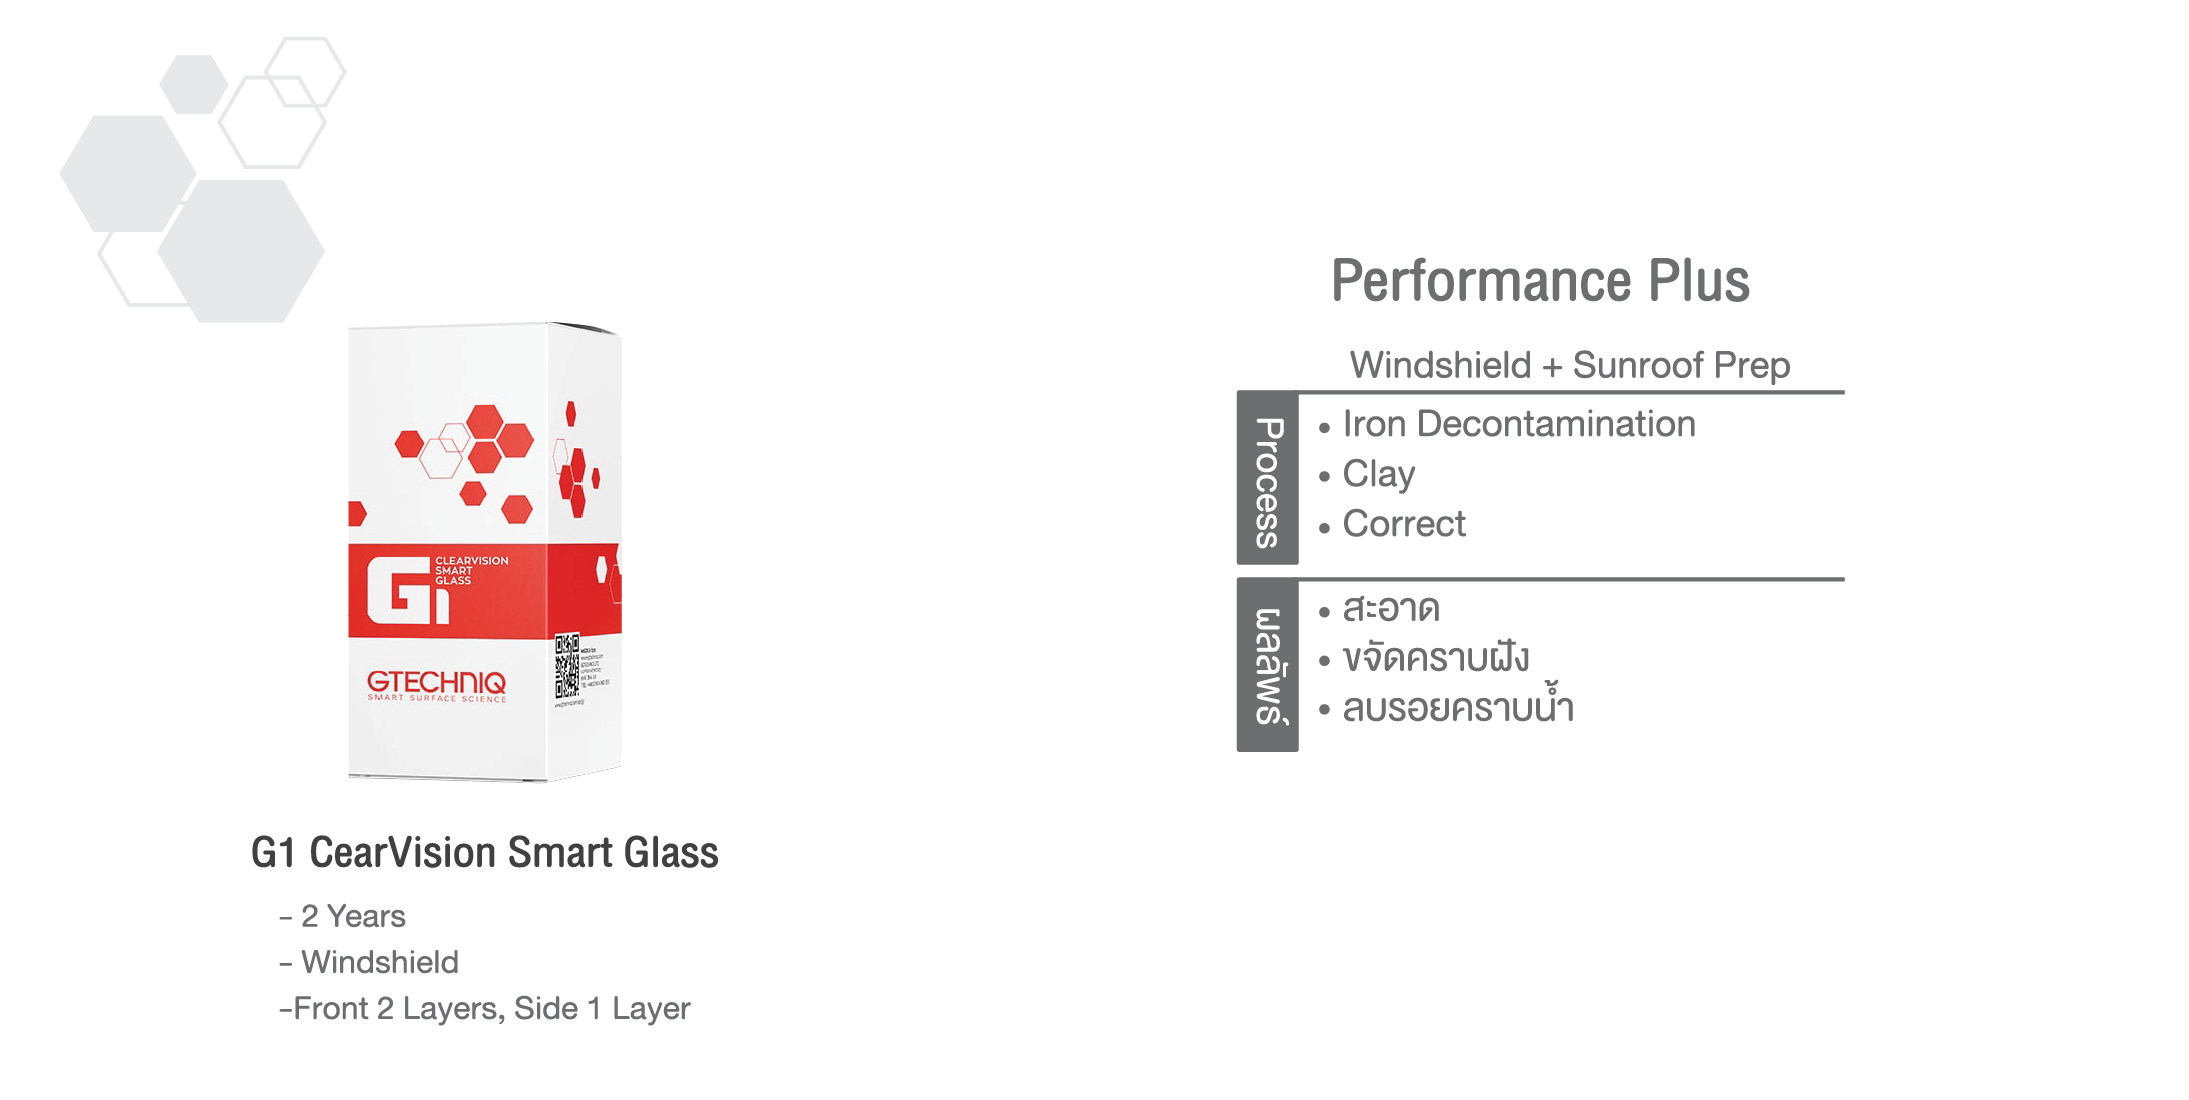 CLEARVISION
SMART
GLASS
G1
GTECHNIQ
SMART SURFACE SCIENCE
G1 CearVision Smart Glass
- 2 Years
- Windshield
-Front 2 Layers, Side 1 Layer
Performance Plus
Windshield + Sunroof Prep
Process
• Iron Decontamination
• Clay
• Correct
ผลลัพธ์
• สะอาด
• ขจัดคราบฝัง
• ลบรอยคราบน้ำ